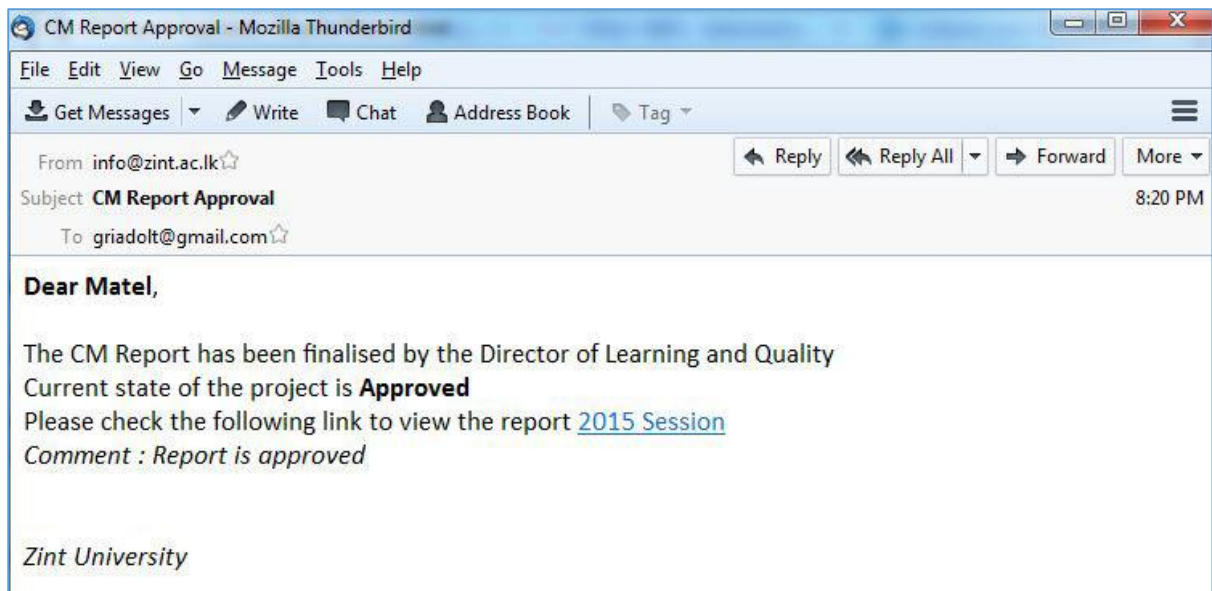 CM Report Approval - Mozilla Thunderbird
File Edit View Go Message Tools Help
Get Messages Write Chat Address Book Tag
From info@zint.ac.lk Reply Reply All Forward More
Subject CM Report Approval 8:20 PM
To griadolt@gmail.com
Dear Matel,
The CM Report has been finalised by the Director of Learning and Quality
Current state of the project is Approved
Please check the following link to view the report 2015 Session
Comment : Report is approved
Zint University